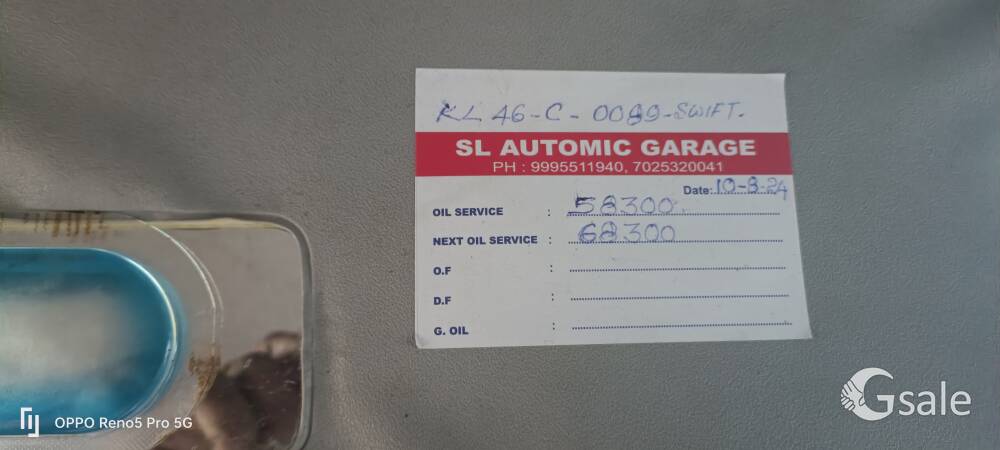 KL 46-C-0089-SWIFT.
SL AUTOMIC GARAGE
PH : 9995511940, 7025320041
Date: 10-8-24
OIL SERVICE : 58300
NEXT OIL SERVICE : 68300
O.F :
D.F :
G. OIL :
OPPO Reno5 Pro 5G
Gsale